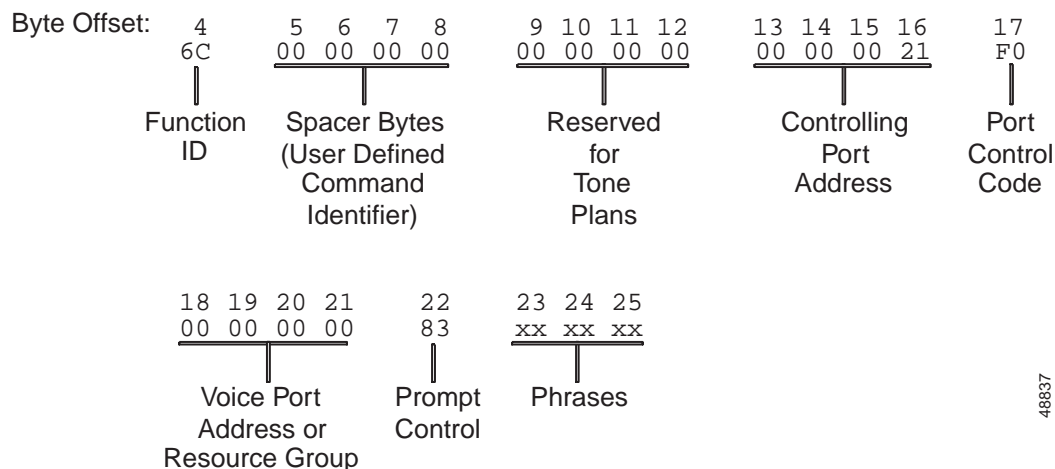 Byte Offset: 4 5 6 7 8 9 10 11 12 13 14 15 16 17
6C 00 00 00 00 00 00 00 00 00 00 00 21 F0
Function
ID
Spacer Bytes
(User Defined
Command
Identifier)
Reserved
for
Tone
Plans
Controlling
Port
Address
Port
Control
Code
18 19 20 21 22 23 24 25
00 00 00 00 83 xx xx xx
Voice Port
Address or
Resource Group
Prompt
Control
Phrases
48837